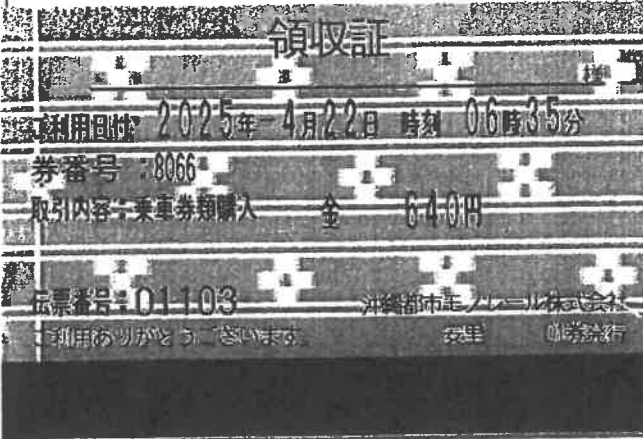 領収証
様
ご利用日付 2025年 4月22日 時刻 06時35分
券番号 :8066
取引内容:乗車券類購入 金 640円
伝票番号:01103 沖縄都市モノレール株式会社
ご利用ありがとうございます。 安里 01券発行